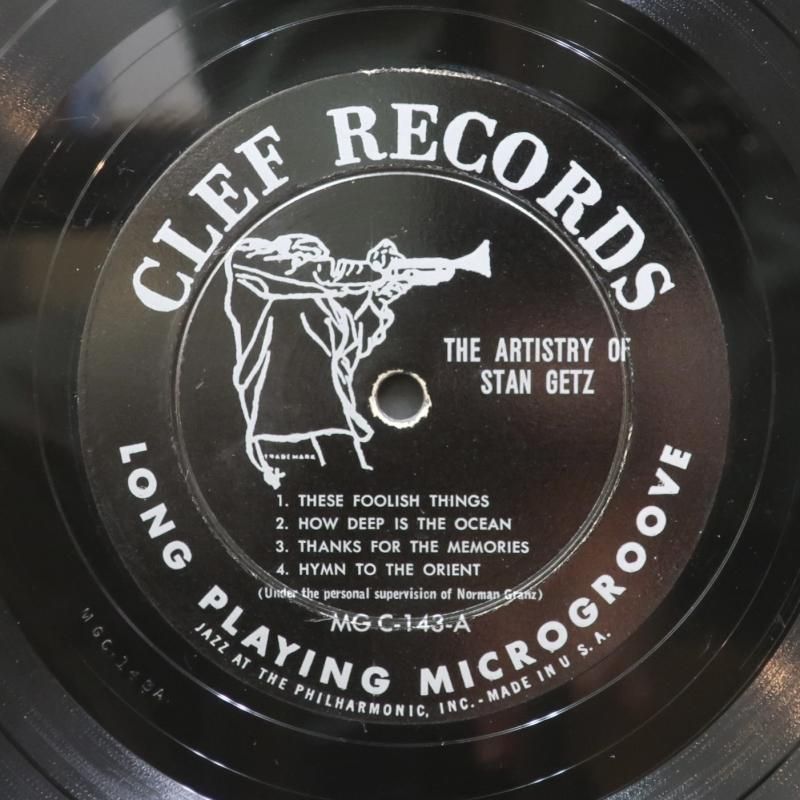 CLEF RECORDS
THE ARTISTRY OF
STAN GETZ
TRADEMARK
1. THESE FOOLISH THINGS
2. HOW DEEP IS THE OCEAN
3. THANKS FOR THE MEMORIES
4. HYMN TO THE ORIENT
(Under the personal supervision of Norman Granz)
MG C-143-A
LONG PLAYING MICROGROOVE
JAZZ AT THE PHILHARMONIC, INC.-MADE IN U.S.A.
MGC-143A